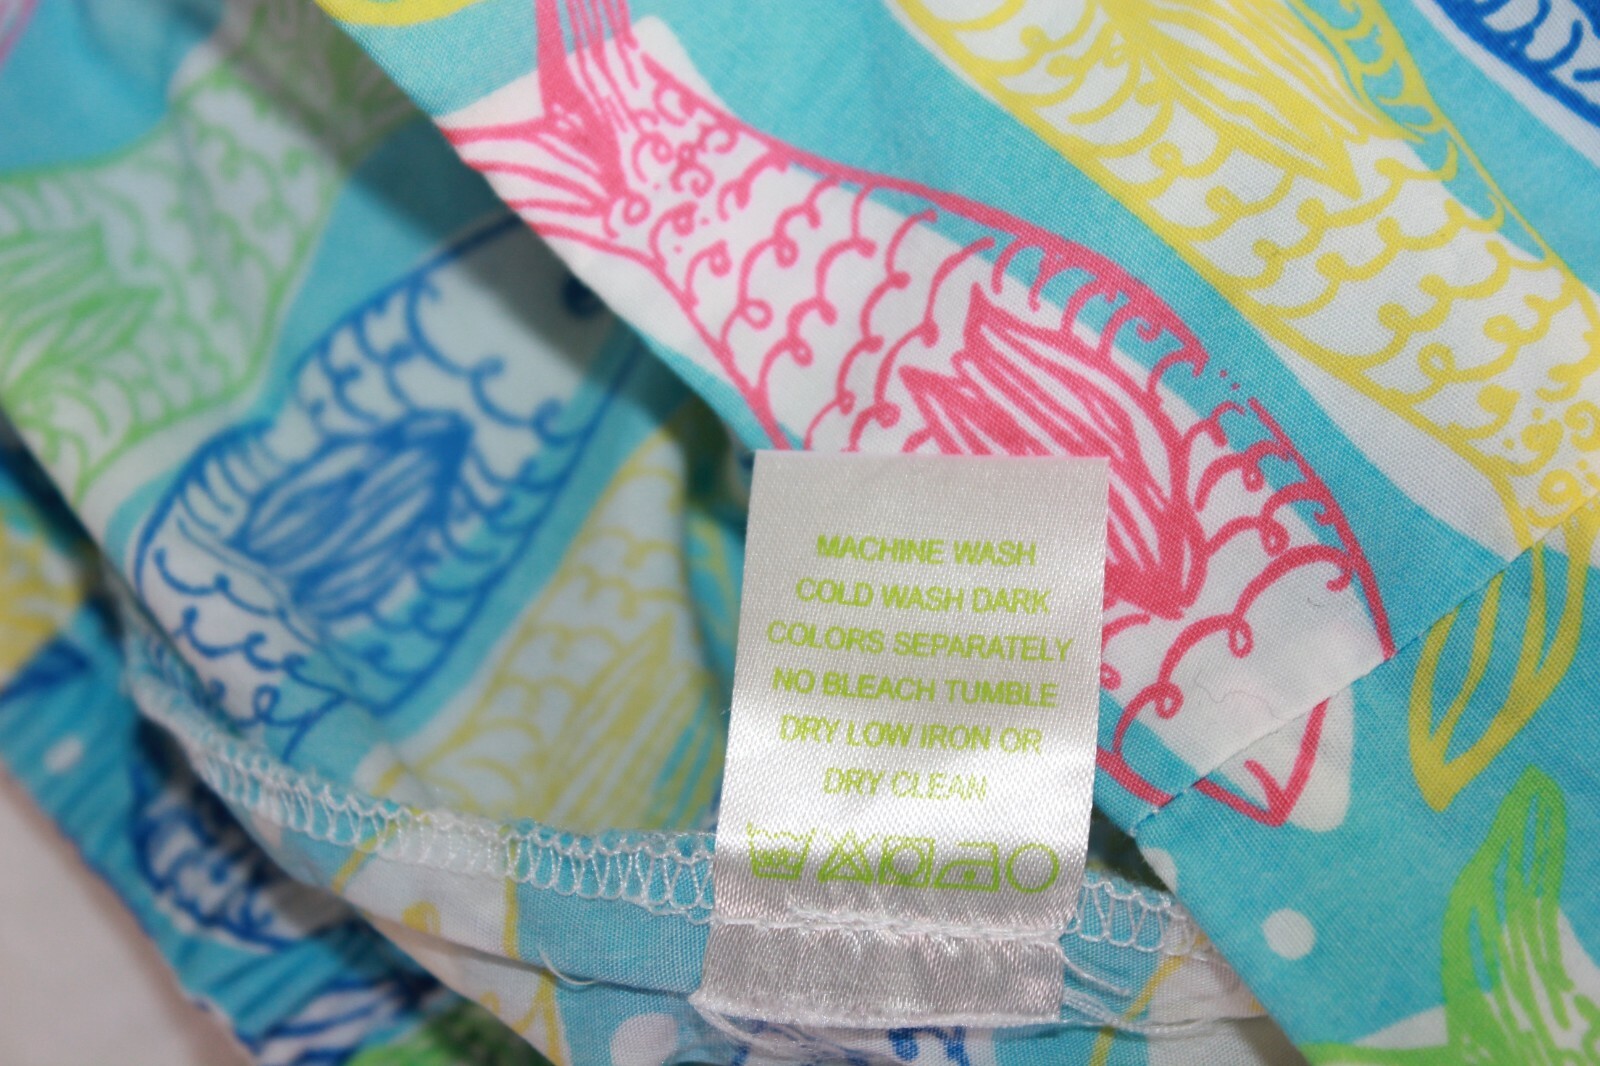 MACHINE WASH
COLD WASH DARK
COLORS SEPARATELY
NO BLEACH TUMBLE
DRY LOW IRON OR
DRY CLEAN